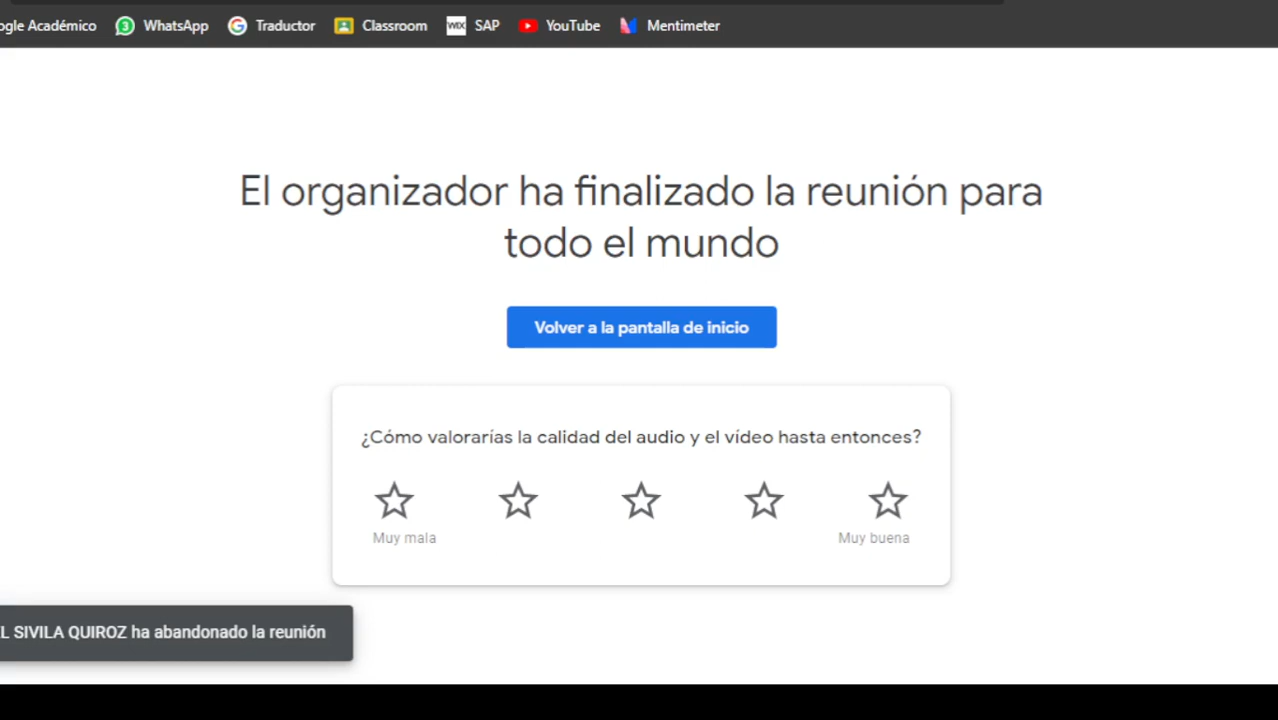 ogle Académico WhatsApp Traductor Classroom WiX SAP YouTube Mentimeter
El organizador ha finalizado la reunión para
todo el mundo
Volver a la pantalla de inicio
¿Cómo valorarías la calidad del audio y el vídeo hasta entonces?
Muy mala Muy buena
L SIVILA QUIROZ ha abandonado la reunión